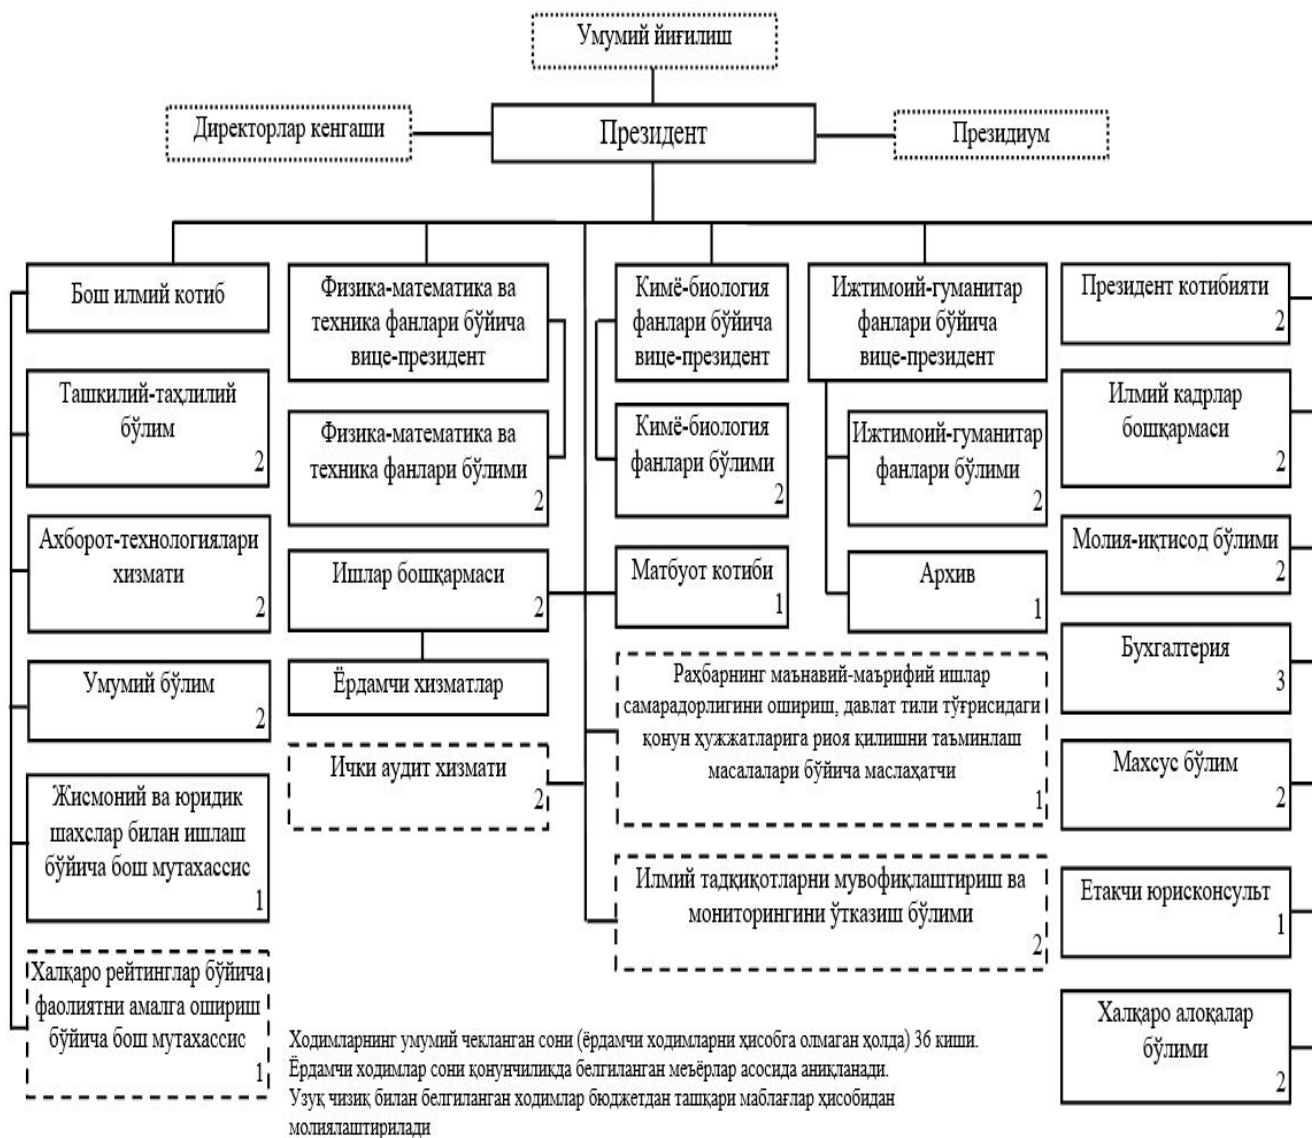 Умумий йиғилиш
Директорлар кенгаши
Президент
Президиум
Бош илмий котиб
Ташкилий-таҳлилий
бўлим
2
Ахборот-технологиялари
хизмати
2
Умумий бўлим
2
Жисмоний ва юридик
шахслар билан ишлаш
бўйича бош мутахассис
1
Халқаро рейтинглар бўйича
фаолиятни амалга ошириш
бўйича бош мутахассис
1
Физика-математика ва
техника фанлари бўйича
вице-президент
Физика-математика ва
техника фанлари бўлими
2
Ишлар бошқармаси
2
Ёрдамчи хизматлар
Ички аудит хизмати
2
Кимё-биология
фанлари бўйича
вице-президент
Кимё-биология
фанлари бўлими
2
Матбуот котиби
1
Ижтимоий-гуманитар
фанлари бўйича
вице-президент
Ижтимоий-гуманитар
фанлари бўлими
2
Архив
1
Раҳбарнинг маънавий-маърифий ишлар
самарадорлигини ошириш, давлат тили тўғрисидаги
қонун ҳужжатларига риоя қилишни таъминлаш
масалалари бўйича маслаҳатчи
1
Илмий тадқиқотларни мувофиқлаштириш ва
мониторингини ўтказиш бўлими
2
Президент котибияти
2
Илмий кадрлар
бошқармаси
2
Молия-иқтисод бўлими
2
Бухгалтерия
3
Махсус бўлим
2
Етакчи юрисконсульт
1
Халқаро алоқалар
бўлими
2
Ходимларнинг умумий чекланган сони (ёрдамчи ходимларни ҳисобга олмаган ҳолда) 36 киши.
Ёрдамчи ходимлар сони қонунчиликда белгиланган меъёрлар асосида аниқланади.
Узуқ чизиқ билан белгиланган ходимлар бюджетдан ташқари маблағлар ҳисобидан
молиялаштирилади